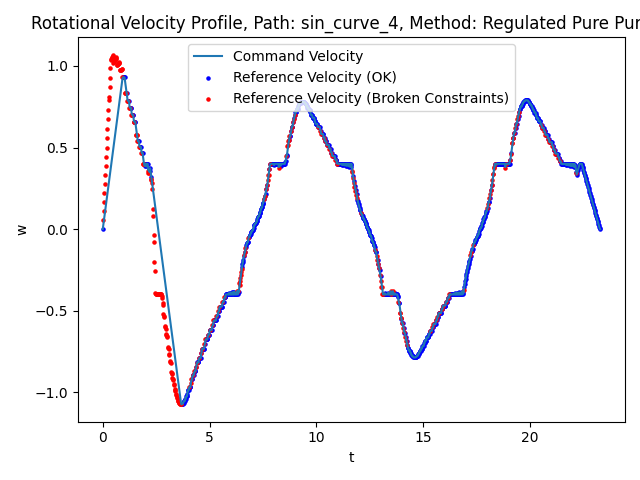 Rotational Velocity Profile, Path: sin_curve_4, Method: Regulated Pure Pur
Command Velocity
Reference Velocity (OK)
Reference Velocity (Broken Constraints)
1.0
0.5
0.0
−0.5
−1.0
w
0 5 10 15 20
t